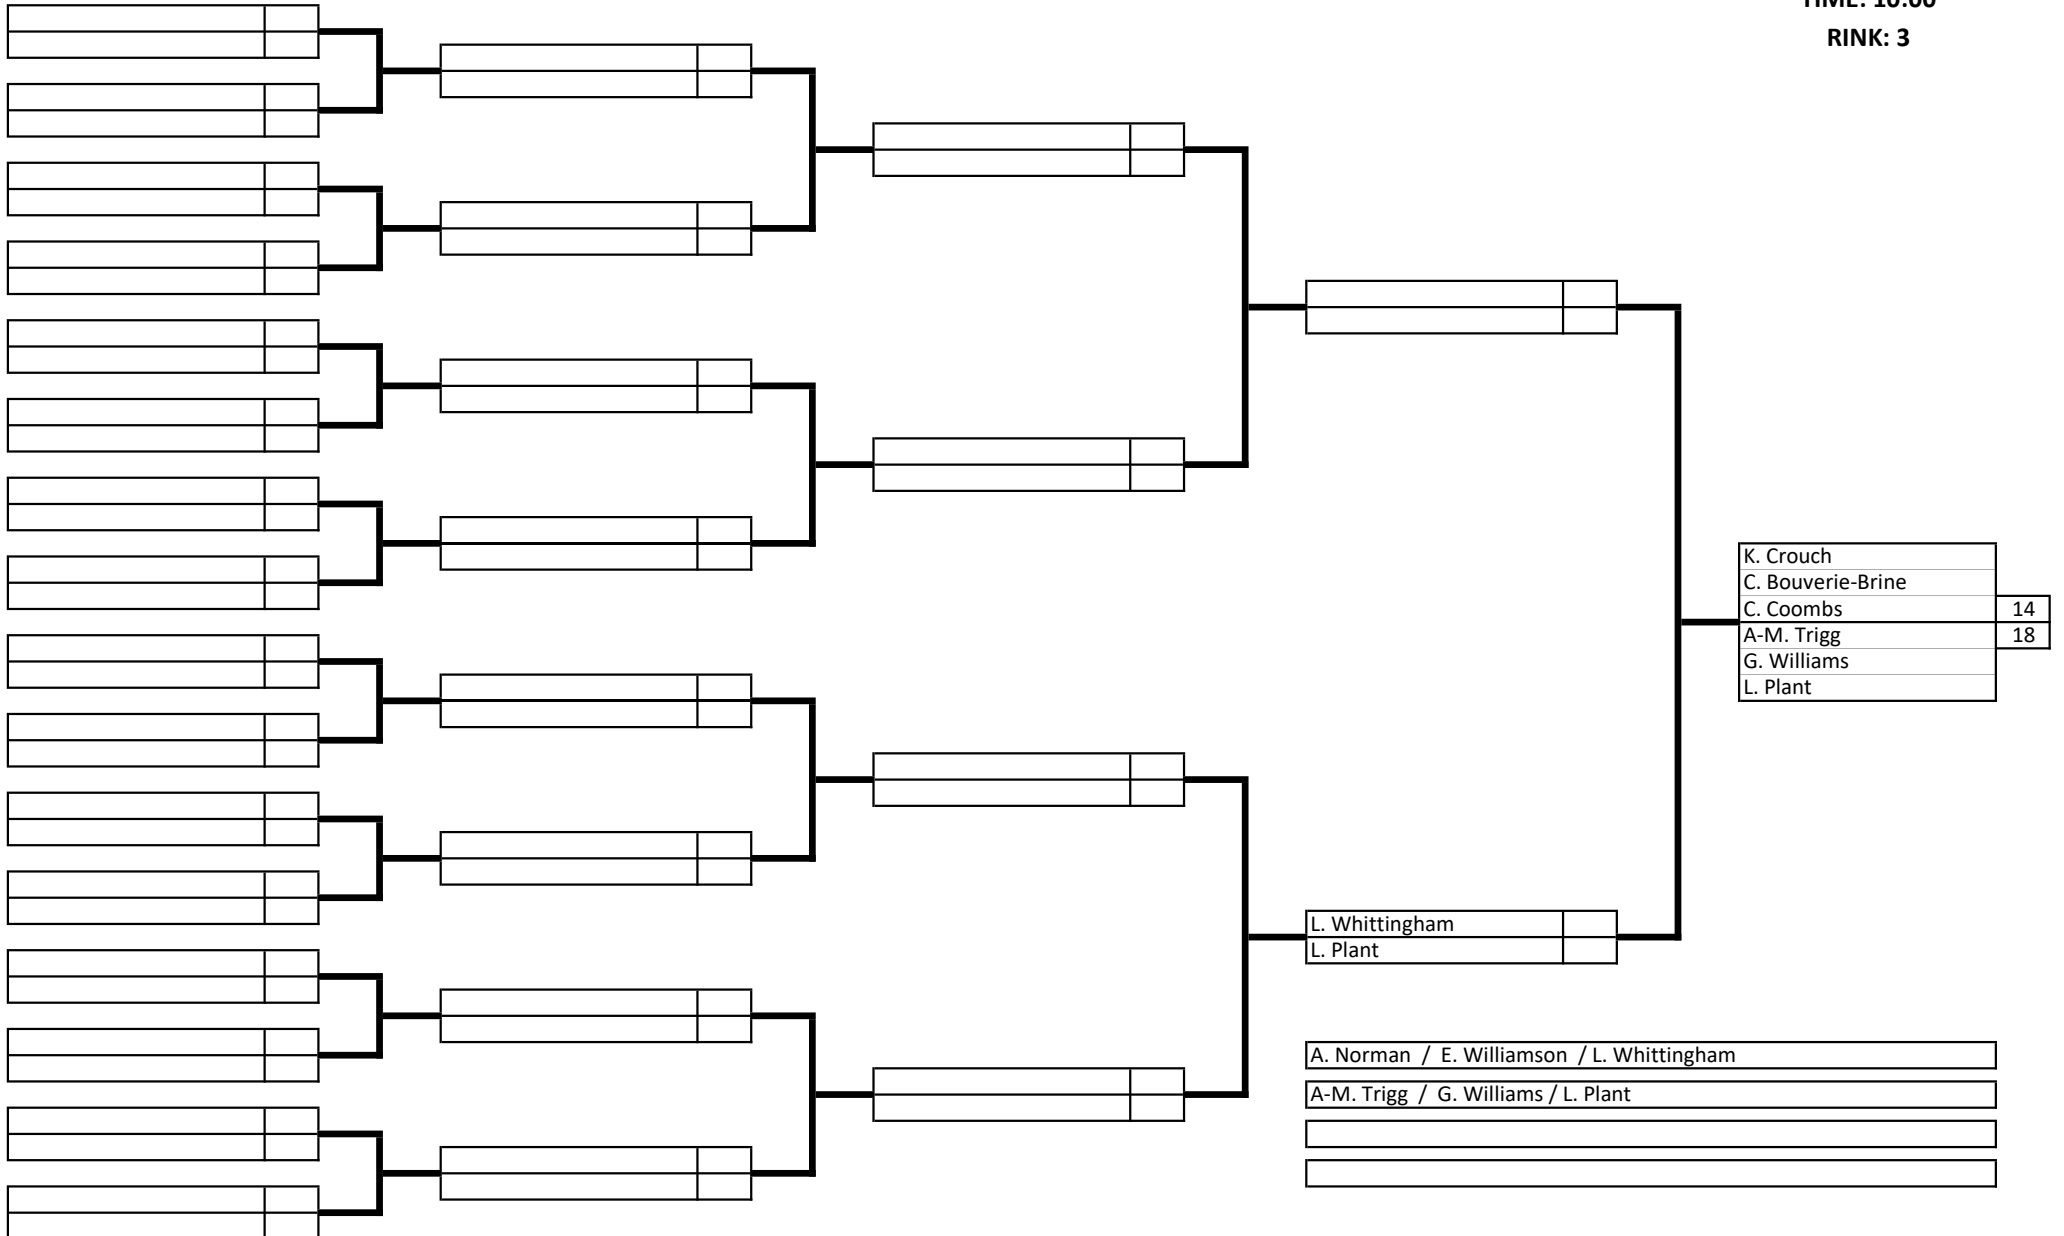 TIME: 10:00
RINK: 3
K. Crouch
C. Bouverie-Brine
C. Coombs 14
A-M. Trigg 18
G. Williams
L. Plant
L. Whittingham
L. Plant
A. Norman / E. Williamson / L. Whittingham
A-M. Trigg / G. Williams / L. Plant